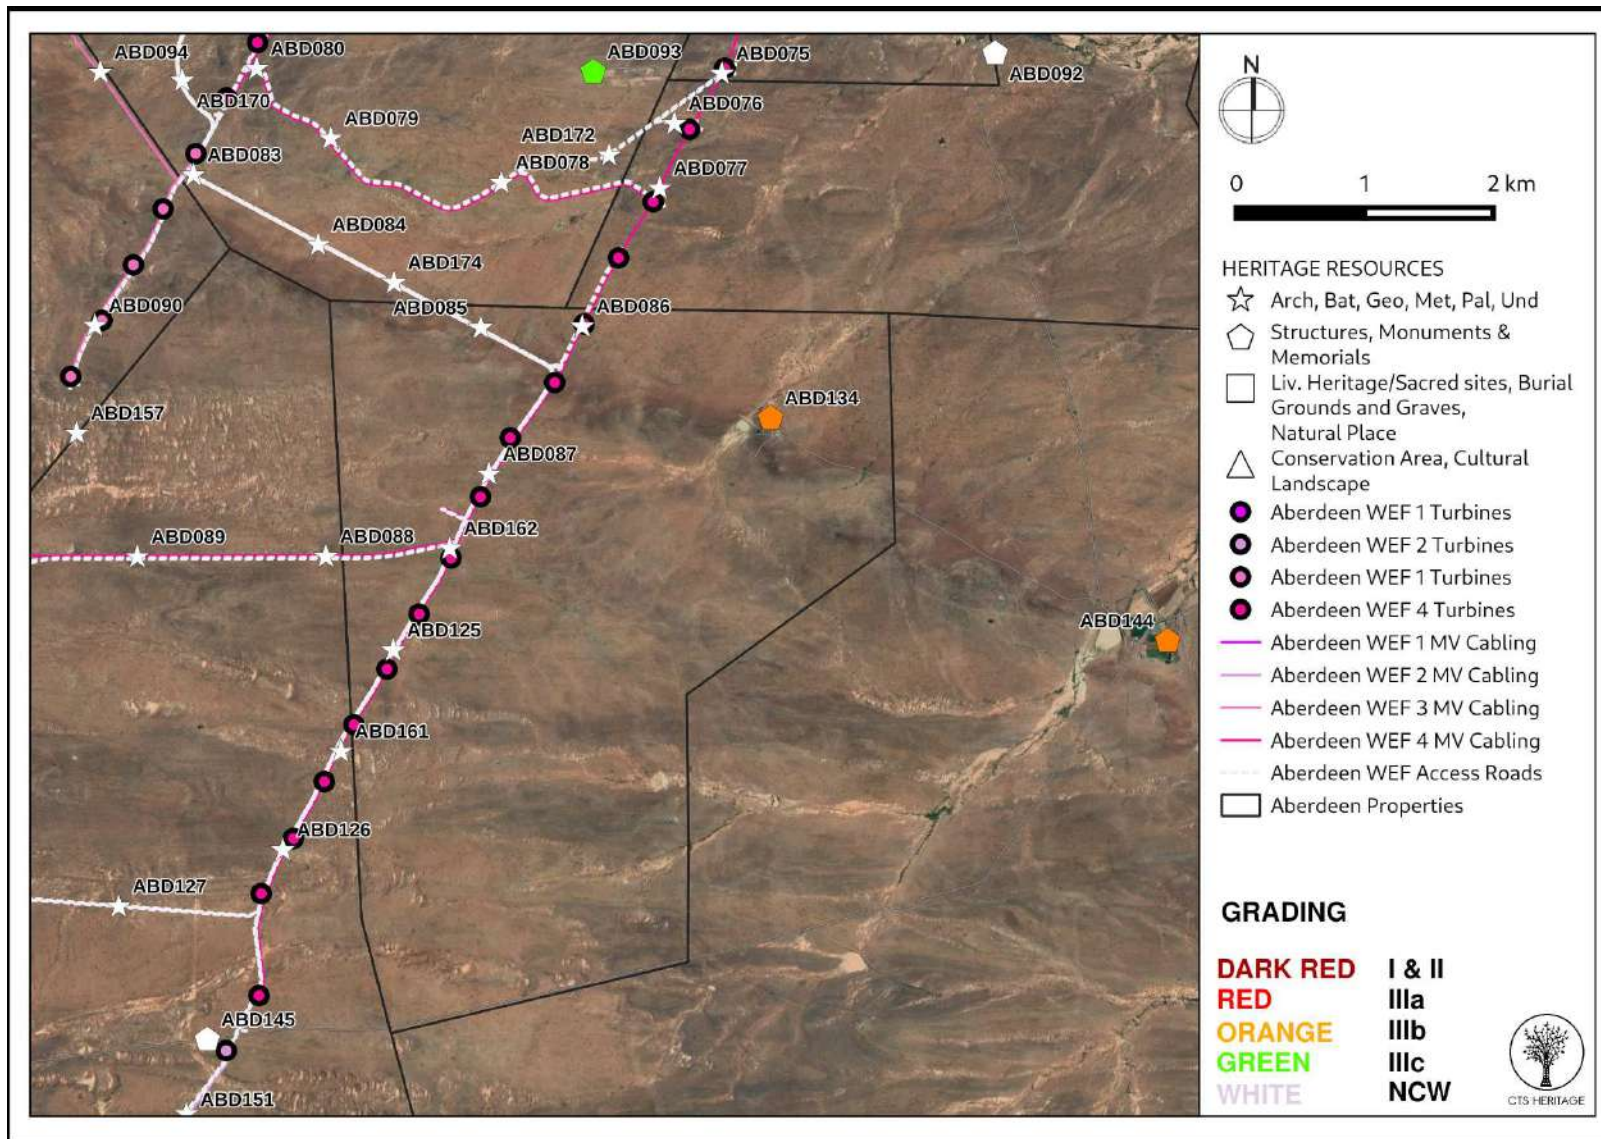 ABD094
ABD080
ABD093
ABD075
ABD092
ABD170
ABD079
ABD076
ABD172
ABD083
ABD078
ABD077
ABD084
ABD174
ABD090
ABD085
ABD086
ABD157
ABD134
ABD087
ABD089
ABD088
ABD162
ABD125
ABD144
ABD161
ABD126
ABD127
ABD145
ABD151
N
0 1 2 km
HERITAGE RESOURCES
Arch, Bat, Geo, Met, Pal, Und
Structures, Monuments &
Memorials
Liv. Heritage/Sacred sites, Burial
Grounds and Graves,
Natural Place
Conservation Area, Cultural
Landscape
Aberdeen WEF 1 Turbines
Aberdeen WEF 2 Turbines
Aberdeen WEF 1 Turbines
Aberdeen WEF 4 Turbines
Aberdeen WEF 1 MV Cabling
Aberdeen WEF 2 MV Cabling
Aberdeen WEF 3 MV Cabling
Aberdeen WEF 4 MV Cabling
Aberdeen WEF Access Roads
Aberdeen Properties
GRADING
DARK RED I & II
RED IIIa
ORANGE IIIb
GREEN IIIc
WHITE NCW
CTS HERITAGE